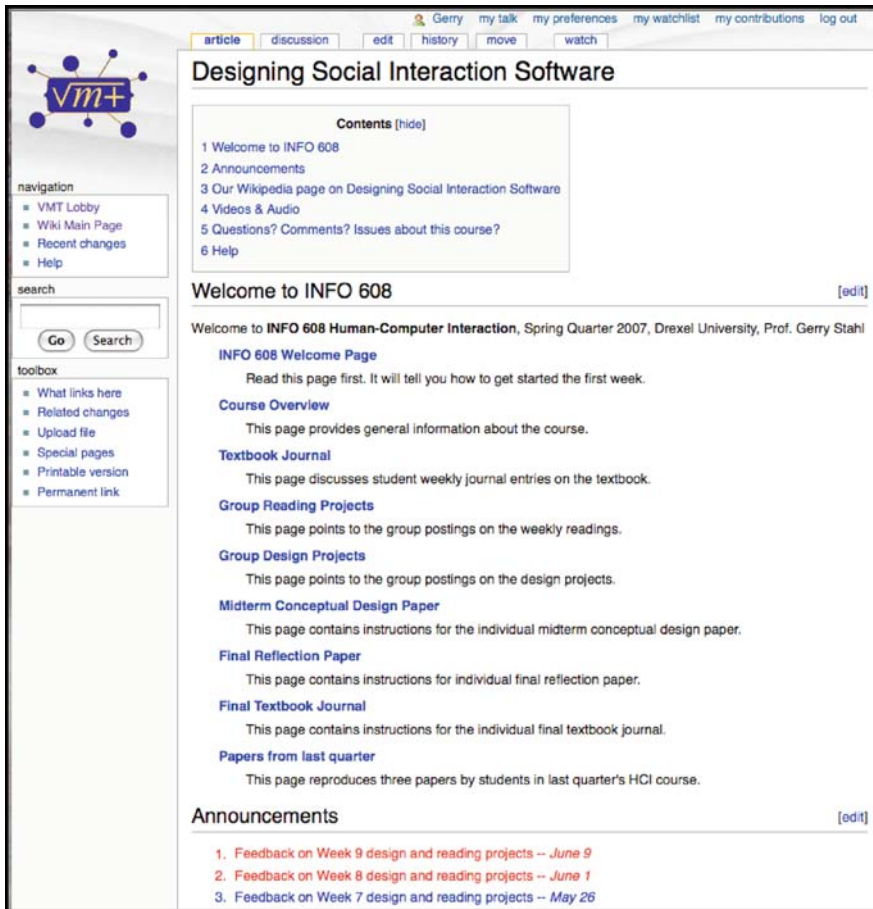 Gerry my talk my preferences my watchlist my contributions log out
article discussion edit history move watch
√m+
Designing Social Interaction Software
Contents [hide]
1 Welcome to INFO 608
2 Announcements
3 Our Wikipedia page on Designing Social Interaction Software
4 Videos & Audio
5 Questions? Comments? Issues about this course?
6 Help
navigation
VMT Lobby
Wiki Main Page
Recent changes
Help
search
Go Search
toolbox
What links here
Related changes
Upload file
Special pages
Printable version
Permanent link
Welcome to INFO 608 [edit]
Welcome to INFO 608 Human-Computer Interaction, Spring Quarter 2007, Drexel University, Prof. Gerry Stahl
INFO 608 Welcome Page
Read this page first. It will tell you how to get started the first week.
Course Overview
This page provides general information about the course.
Textbook Journal
This page discusses student weekly journal entries on the textbook.
Group Reading Projects
This page points to the group postings on the weekly readings.
Group Design Projects
This page points to the group postings on the design projects.
Midterm Conceptual Design Paper
This page contains instructions for the individual midterm conceptual design paper.
Final Reflection Paper
This page contains instructions for individual final reflection paper.
Final Textbook Journal
This page contains instructions for the individual final textbook journal.
Papers from last quarter
This page reproduces three papers by students in last quarter's HCI course.
Announcements [edit]
1. Feedback on Week 9 design and reading projects -- June 9
2. Feedback on Week 8 design and reading projects -- June 1
3. Feedback on Week 7 design and reading projects -- May 26